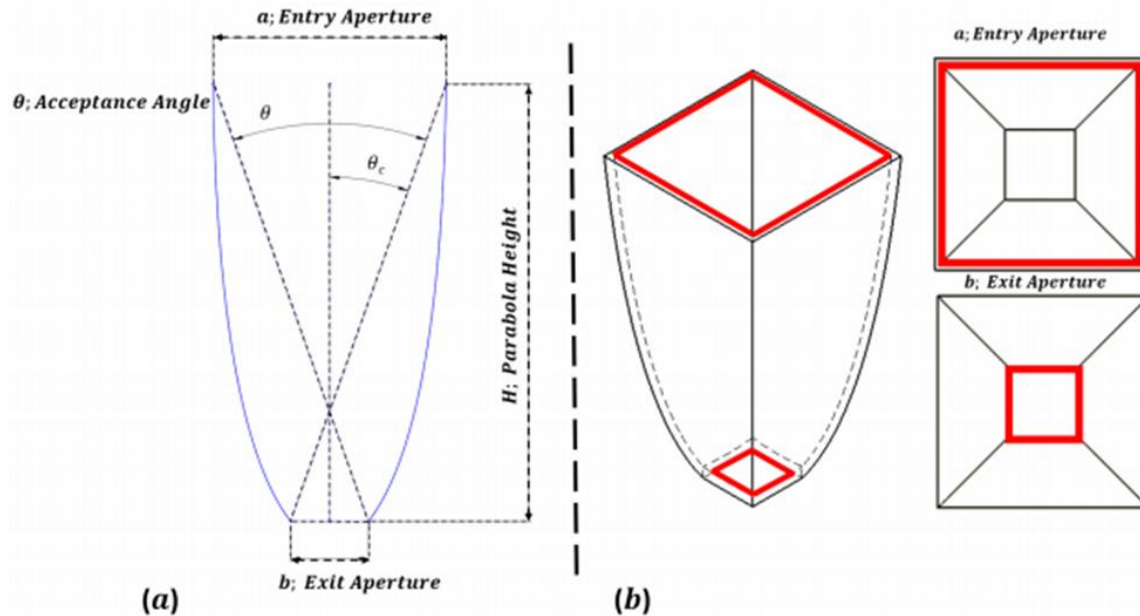 a; Entry Aperture
θ; Acceptance Angle
θ
θc
H; Parabola Height
b; Exit Aperture
(a)
a; Entry Aperture
b; Exit Aperture
(b)